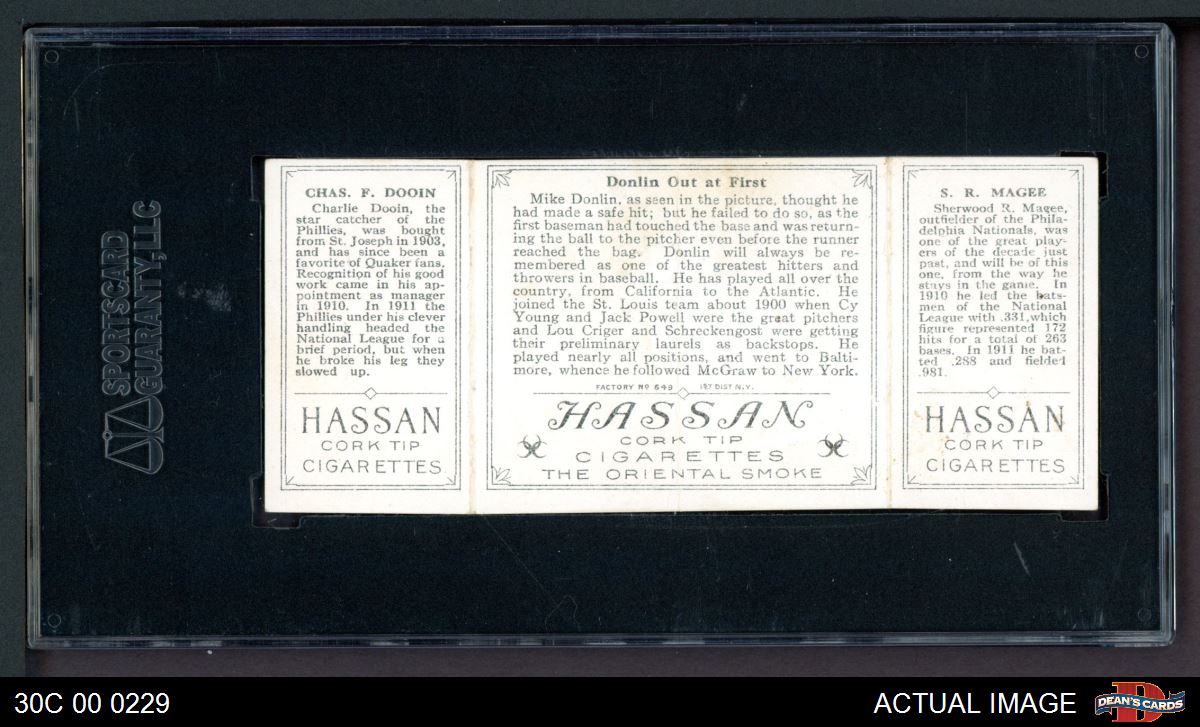 SPORTSCARD
GUARANTY, LLC
CHAS. F. DOOIN
Charlie Dooin, the
star catcher of the
Phillies, was bought
from St. Joseph in 1903,
and has since been a
favorite of Quaker fans.
Recognition of his good
work came in his ap-
pointment as manager
in 1910. In 1911 the
Phillies under his clever
handling headed the
National League for a
brief period, but when
he broke his leg they
slowed up.
HASSAN
CORK TIP
CIGARETTES
Donlin Out at First
Mike Donlin, as seen in the picture, thought he
had made a safe hit; but he failed to do so, as the
first baseman had touched the base and was return-
ing the ball to the pitcher even before the runner
reached the bag. Donlin will always be re-
membered as one of the greatest hitters and
throwers in baseball. He has played all over the
country, from California to the Atlantic. He
joined the St. Louis team about 1900 when Cy
Young and Jack Powell were the great pitchers
and Lou Criger and Schreckengost were getting
their preliminary laurels as backstops. He
played nearly all positions, and went to Balti-
more, whence he followed McGraw to New York.
FACTORY Nº 649 1ST DIST N.Y.
HASSAN
CORK TIP
CIGARETTES
THE ORIENTAL SMOKE
S. R. MAGEE
Sherwood R. Magee,
outfielder of the Phila-
delphia Nationals, was
one of the great play-
ers of the decade just
past, and will be of this
one, from the way he
stays in the game. In
1910 he led the bats-
men of the National
League with .331, which
figure represented 172
hits for a total of 263
bases. In 1911 he bat-
ted .288 and fielded
.981.
HASSAN
CORK TIP
CIGARETTES
30C 00 0229
ACTUAL IMAGE
D
DEAN'S CARDS